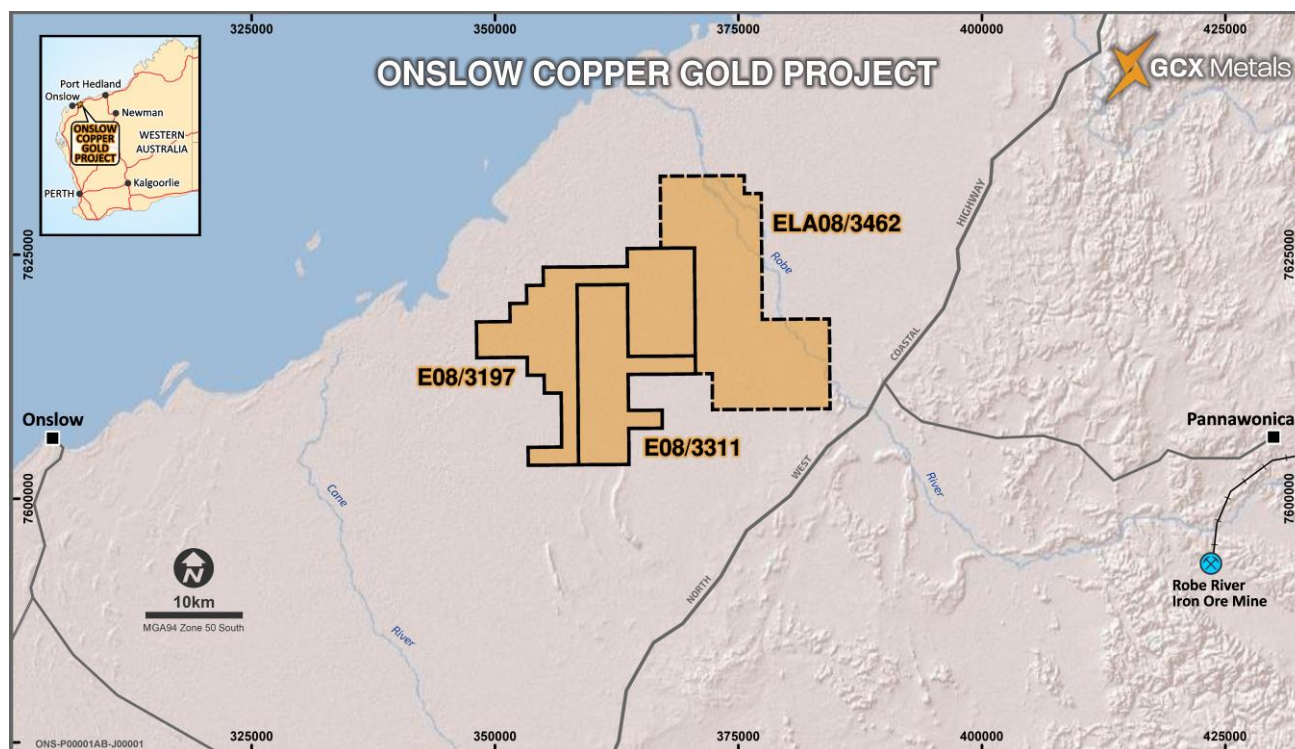 325000
350000
375000
400000
425000
ONSLOW COPPER GOLD PROJECT
GCX Metals
Port Hedland
Onslow
Newman
ONSLOW
COPPER
GOLD
PROJECT
WESTERN
AUSTRALIA
PERTH
Kalgoorlie
7625000
7625000
ELA08/3462
Robe
HIGHWAY
COASTAL
E08/3197
E08/3311
Onslow
Pannawonica
WEST
NORTH
River
Cane
River
7600000
7600000
N
10km
MGA94 Zone 50 South
Robe River
Iron Ore Mine
ONS-P00001AB-J00001
325000
350000
375000
400000
425000